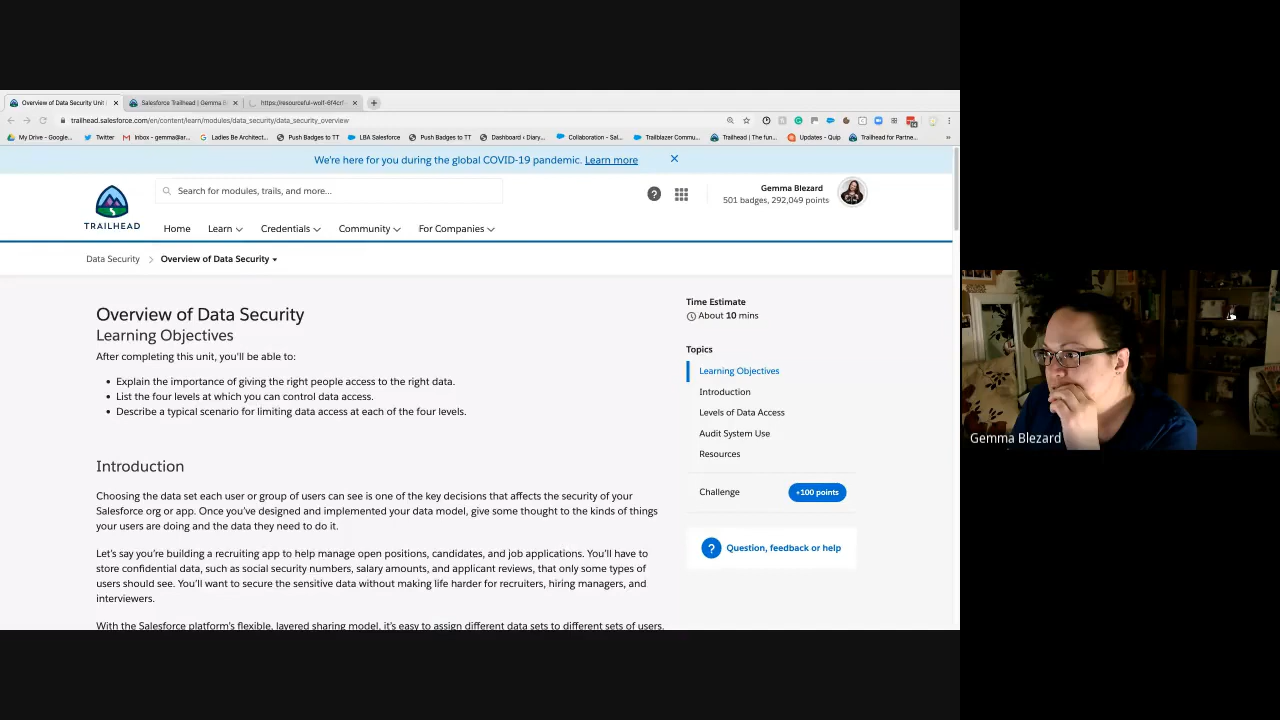 Overview of Data Security Unit
Salesforce Trailhead | Gemma B
https://resourceful-wolf-6f4crf-
trailhead.salesforce.com/en/content/learn/modules/data_security/data_security_overview
My Drive - Google...
Twitter
Inbox - gemma@ar...
Ladies Be Architect...
Push Badges to TT
LBA Salesforce
Push Badges to TT
Dashboard ‹ Diary...
Collaboration - Sal...
Trailblazer Commu...
Trailhead | The fun...
Updates - Quip
Trailhead for Partne...
We're here for you during the global COVID-19 pandemic. Learn more
TRAILHEAD
Search for modules, trails, and more...
Gemma Blezard
501 badges, 292,049 points
Home
Learn
Credentials
Community
For Companies
Data Security
Overview of Data Security
Overview of Data Security
Learning Objectives
After completing this unit, you'll be able to:
• Explain the importance of giving the right people access to the right data.
• List the four levels at which you can control data access.
• Describe a typical scenario for limiting data access at each of the four levels.
Introduction
Choosing the data set each user or group of users can see is one of the key decisions that affects the security of your
Salesforce org or app. Once you've designed and implemented your data model, give some thought to the kinds of things
your users are doing and the data they need to do it.
Let's say you're building a recruiting app to help manage open positions, candidates, and job applications. You'll have to
store confidential data, such as social security numbers, salary amounts, and applicant reviews, that only some types of
users should see. You'll want to secure the sensitive data without making life harder for recruiters, hiring managers, and
interviewers.
With the Salesforce platform's flexible, layered sharing model, it's easy to assign different data sets to different sets of users.
Time Estimate
About 10 mins
Topics
Learning Objectives
Introduction
Levels of Data Access
Audit System Use
Resources
Challenge
+100 points
Question, feedback or help
Gemma Blezard